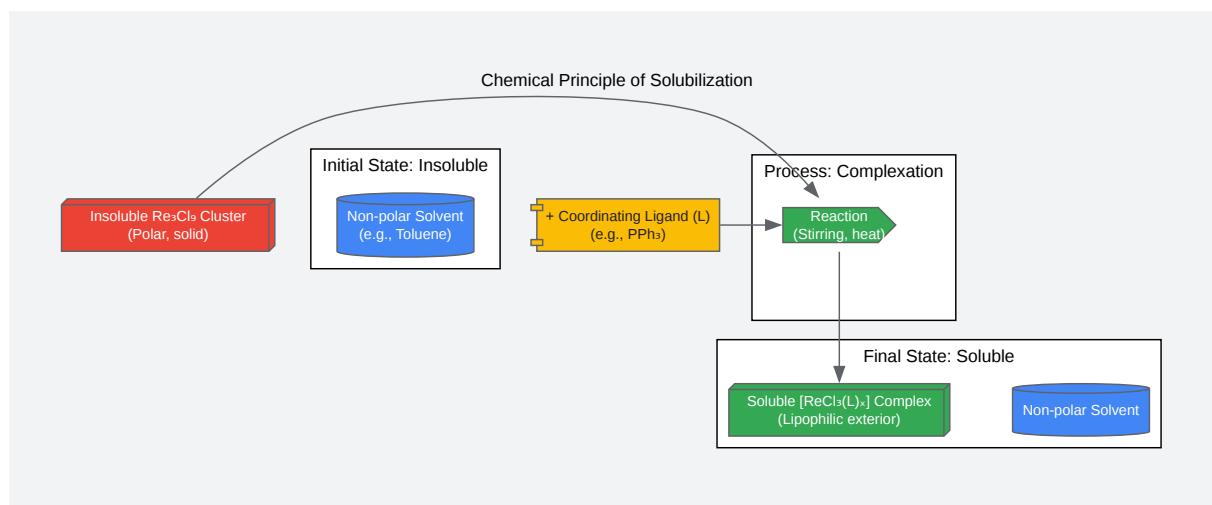 Chemical Principle of Solubilization
Initial State: Insoluble
Process: Complexation
Insoluble Re₃Cl₉ Cluster
(Polar, solid)
Non-polar Solvent
(e.g., Toluene)
+ Coordinating Ligand (L)
(e.g., PPh₃)
Reaction
(Stirring, heat)
Final State: Soluble
Soluble [ReCl₃(L)ₓ] Complex
(Lipophilic exterior)
Non-polar Solvent